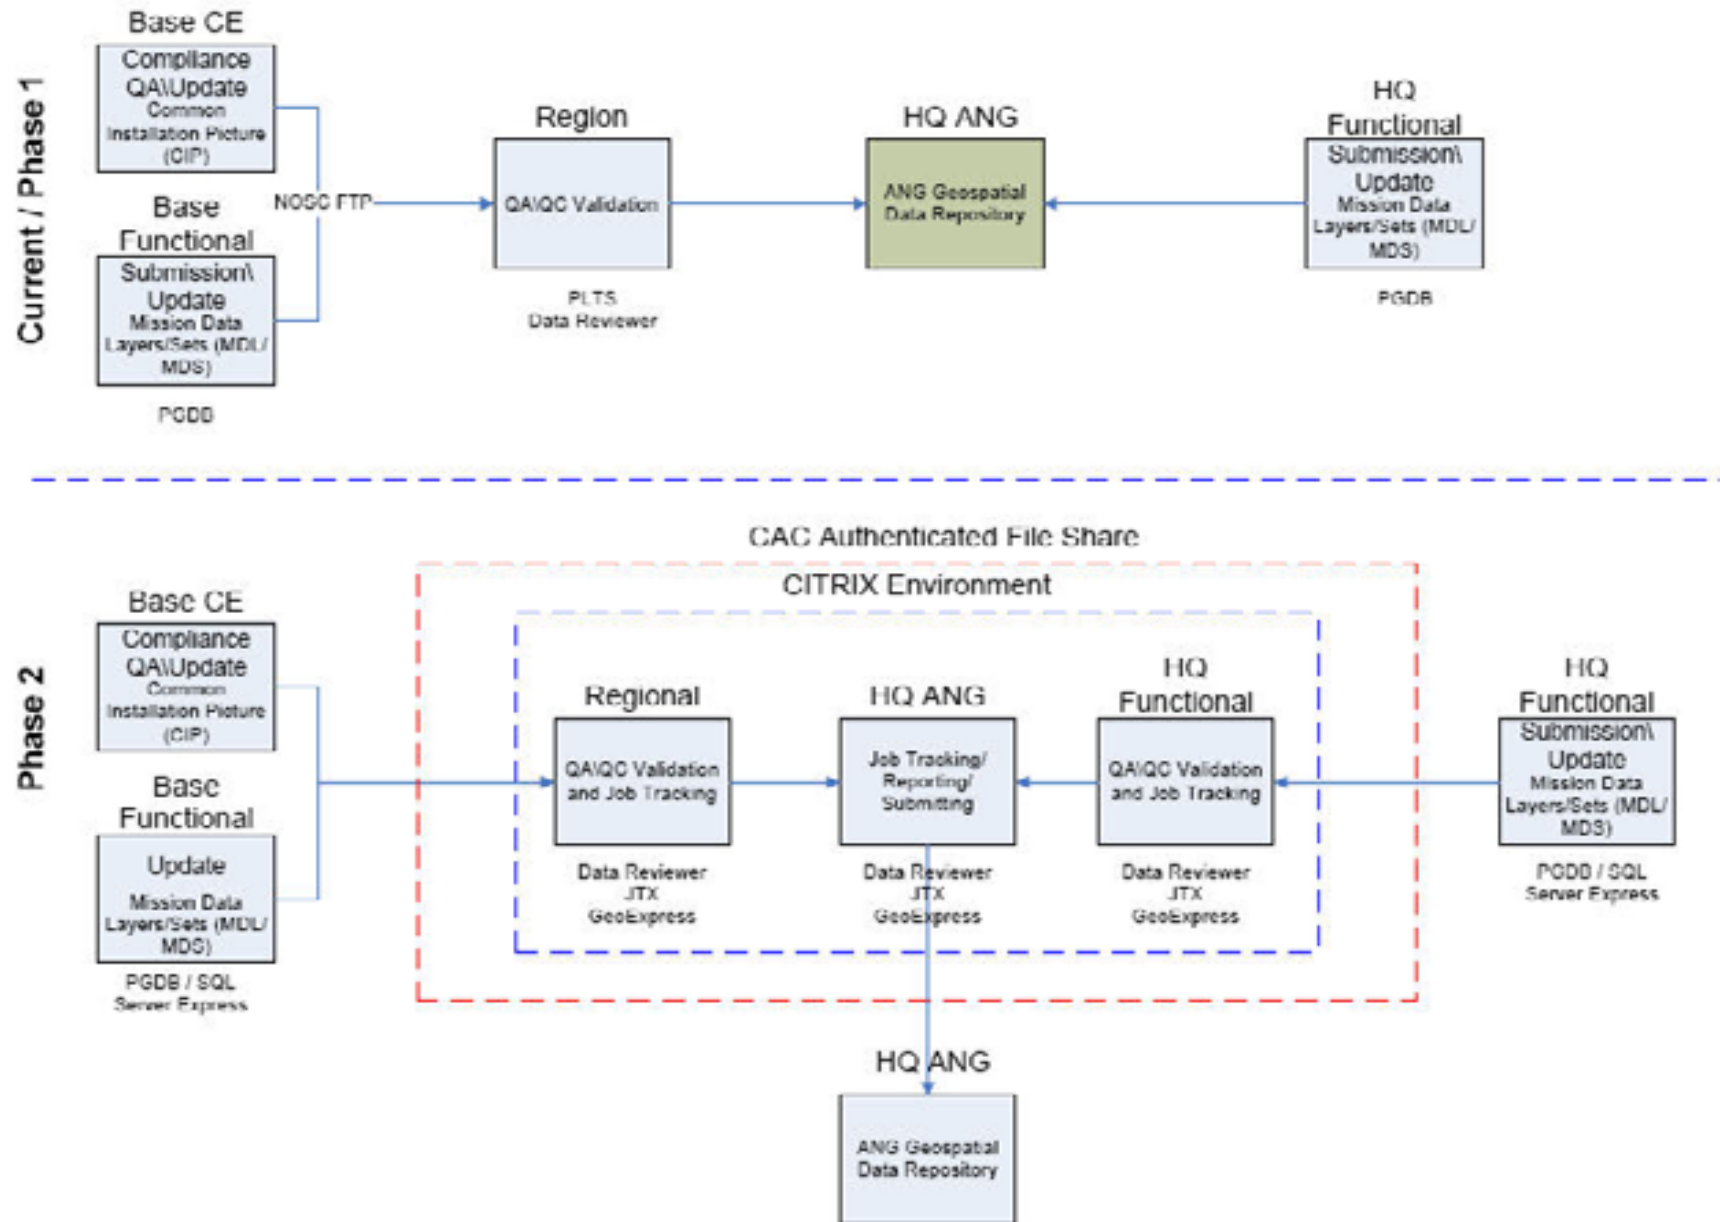 Current / Phase 1
Base CE
Compliance
QA\Update
Common
Installation Picture
(CIP)
Base
Functional
Submission\
Update
Mission Data
Layers/Sets (MDL/
MDS)
PGDB
NOSC FTP
Region
QA\QC Validation
PLTS
Data Reviewer
HQ ANG
ANG Geospatial
Data Repository
HQ
Functional
Submission\
Update
Mission Data
Layers/Sets (MDL/
MDS)
PGDB
Phase 2
Base CE
Compliance
QA\Update
Common
Installation Picture
(CIP)
Base
Functional
Update
Mission Data
Layers/Sets (MDL/
MDS)
PGDB / SQL
Server Express
CAC Authenticated File Share
CITRIX Environment
Regional
QA\QC Validation
and Job Tracking
Data Reviewer
JTX
GeoExpress
HQ ANG
Job Tracking/
Reporting/
Submitting
Data Reviewer
JTX
GeoExpress
HQ
Functional
QA\QC Validation
and Job Tracking
Data Reviewer
JTX
GeoExpress
HQ
Functional
Submission\
Update
Mission Data
Layers/Sets (MDL/
MDS)
PGDB / SQL
Server Express
HQ ANG
ANG Geospatial
Data Repository